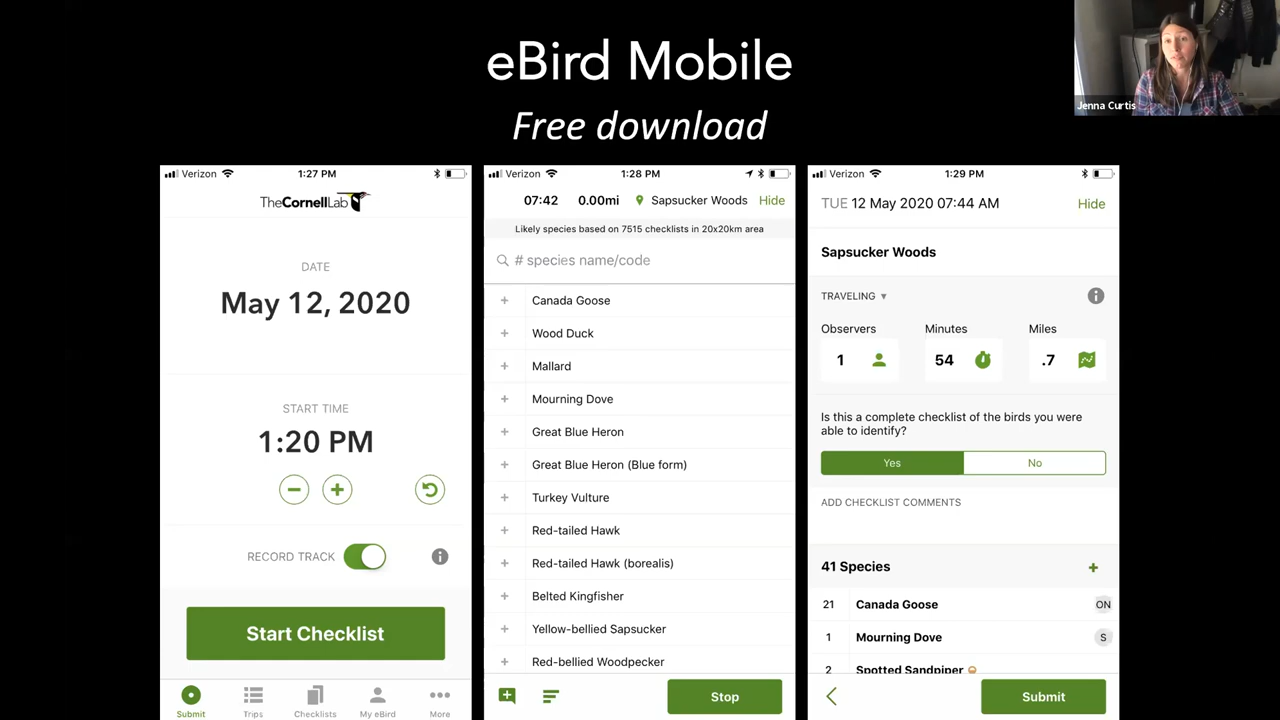 eBird Mobile
Free download
Jenna Curtis
Verizon 1:27 PM
TheCornellLab
DATE
May 12, 2020
START TIME
1:20 PM
RECORD TRACK
Start Checklist
Submit Trips Checklists My eBird More
Verizon 1:28 PM
07:42 0.00mi Sapsucker Woods Hide
Likely species based on 7515 checklists in 20x20km area
# species name/code
+ Canada Goose
+ Wood Duck
+ Mallard
+ Mourning Dove
+ Great Blue Heron
+ Great Blue Heron (Blue form)
+ Turkey Vulture
+ Red-tailed Hawk
+ Red-tailed Hawk (borealis)
+ Belted Kingfisher
+ Yellow-bellied Sapsucker
+ Red-bellied Woodpecker
Stop
Verizon 1:29 PM
TUE 12 May 2020 07:44 AM Hide
Sapsucker Woods
TRAVELING ▼
Observers Minutes Miles
1 54 .7
Is this a complete checklist of the birds you were
able to identify?
Yes No
ADD CHECKLIST COMMENTS
41 Species +
21 Canada Goose ON
1 Mourning Dove S
2 Spotted Sandpiper
Submit